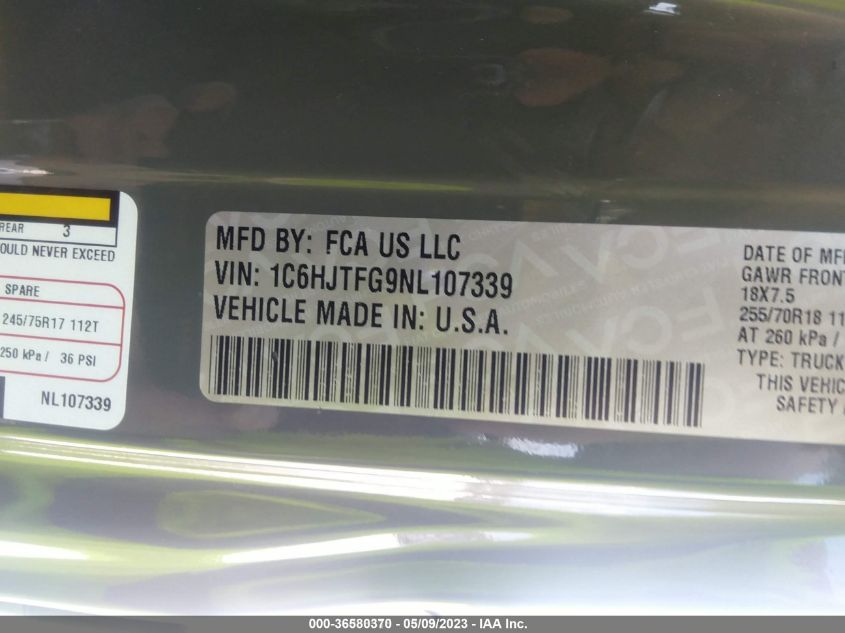 REAR 3
OULD NEVER EXCEED
SPARE
245/75R17 112T
250 kPa / 36 PSI
NL107339
MFD BY: FCA US LLC
VIN: 1C6HJTFG9NL107339
VEHICLE MADE IN: U.S.A.
DATE OF MF
GAWR FRONT
18X7.5
255/70R18 11
AT 260 kPa /
TYPE: TRUCK
THIS VEHIC
SAFETY
000-36580370 - 05/09/2023 - IAA Inc.